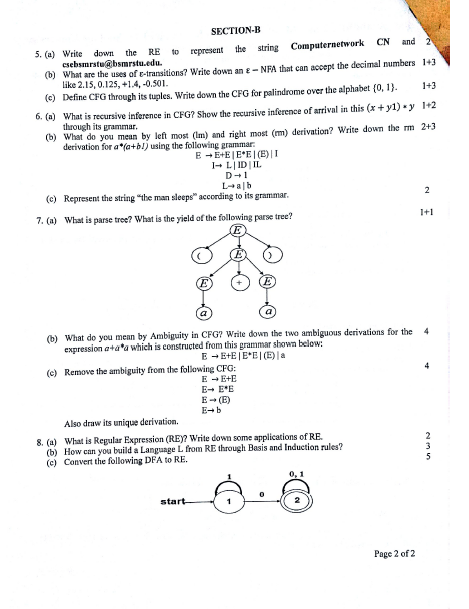 SECTION-B
5. (a) Write down the RE to represent the string Computernetwork CN and 2
csebsmrstu@bsmrstu.edu.
(b) What are the uses of ε-transitions? Write down an ε – NFA that can accept the decimal numbers 1+3
like 2.15, 0.125, +1.4, -0.501.
(c) Define CFG through its tuples. Write down the CFG for palindrome over the alphabet {0, 1}. 1+3
6. (a) What is recursive inference in CFG? Show the recursive inference of arrival in this (x + y1) * y 1+2
through its grammar.
(b) What do you mean by left most (lm) and right most (rm) derivation? Write down the rm 2+3
derivation for a*(a+b1) using the following grammar:
E → E+E | E*E | (E) | I
I→ L | ID | IL
D→1
L→ a | b
(c) Represent the string "the man sleeps" according to its grammar. 2
7. (a) What is parse tree? What is the yield of the following parse tree? 1+1
E
( E )
E + E
a a
(b) What do you mean by Ambiguity in CFG? Write down the two ambiguous derivations for the 4
expression a+a*a which is constructed from this grammar shown below:
E → E+E | E*E | (E) | a
(c) Remove the ambiguity from the following CFG: 4
E → E+E
E→ E*E
E → (E)
E→ b
Also draw its unique derivation.
8. (a) What is Regular Expression (RE)? Write down some applications of RE. 2
(b) How can you build a Language L from RE through Basis and Induction rules? 3
(c) Convert the following DFA to RE. 5
1 0, 1
start 1 0 2
Page 2 of 2